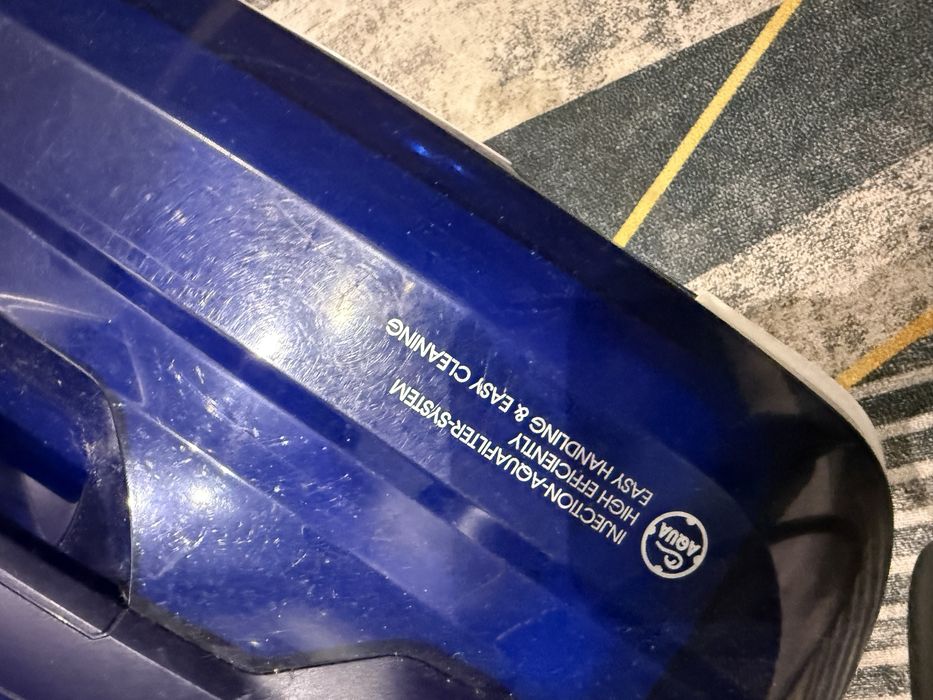 AQUA
INJECTION-AQUAFILTER-SYSTEM
HIGH EFFICIENTLY
EASY HANDLING & EASY CLEANING